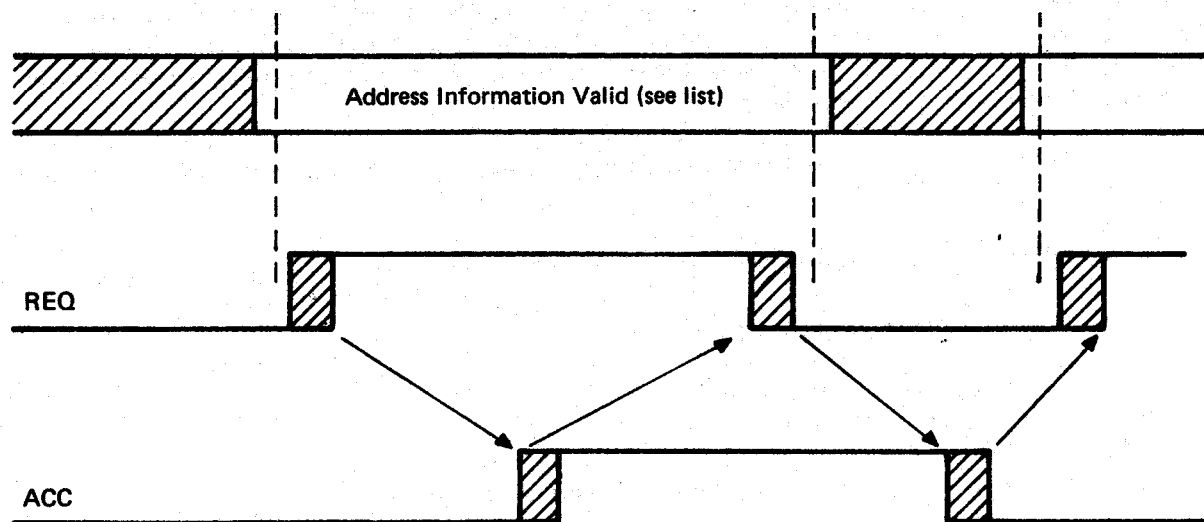 Address Information Valid (see list)
REQ
ACC